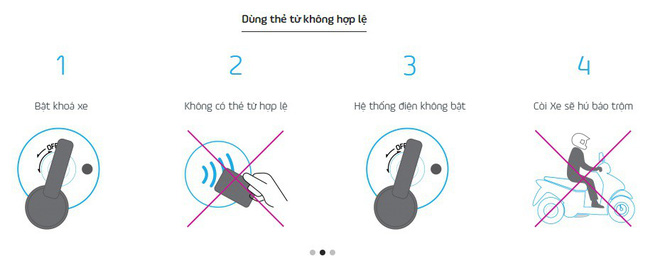 Dùng thẻ từ không hợp lệ
1
2
3
4
Bật khoá xe
Không có thẻ từ hợp lệ
Hệ thống điện không bật
Còi Xe sẽ hú báo trộm
OFF
OFF